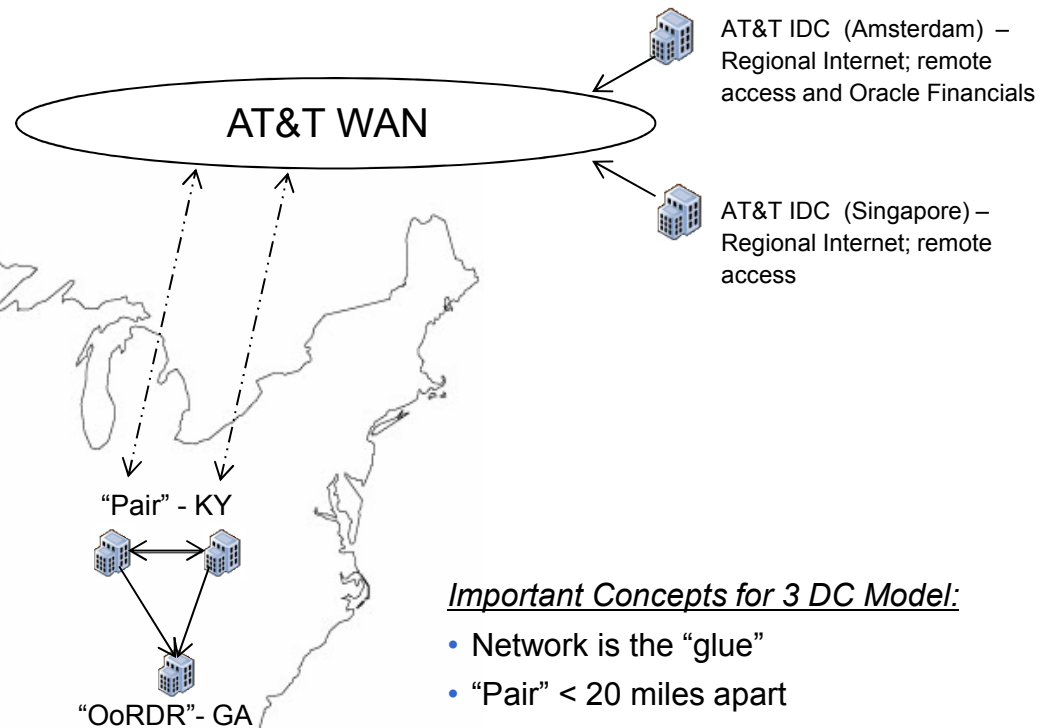 AT&T IDC (Amsterdam) –
Regional Internet; remote
access and Oracle Financials
AT&T WAN
AT&T IDC (Singapore) –
Regional Internet; remote
access
“Pair” - KY
Important Concepts for 3 DC Model:
• Network is the “glue”
• “Pair” < 20 miles apart
“OoRDR”- GA